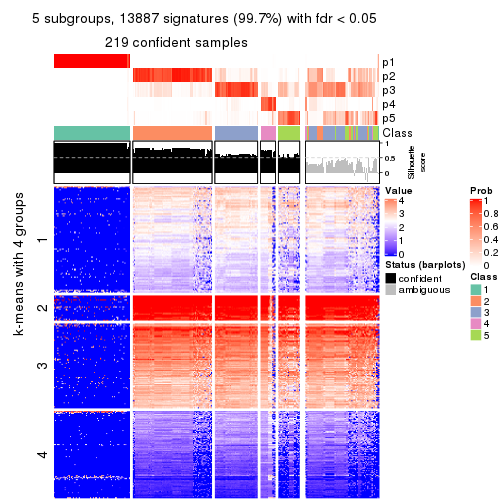 5 subgroups, 13887 signatures (99.7%) with fdr < 0.05
219 confident samples
p1
p2
p3
p4
p5
Class
1
0.5
0
Silhouette
score
k-means with 4 groups
1
2
3
4
Value
4
3
2
1
0
Status (barplots)
confident
ambiguous
Prob
1
0.8
0.6
0.4
0.2
0
Class
1
2
3
4
5